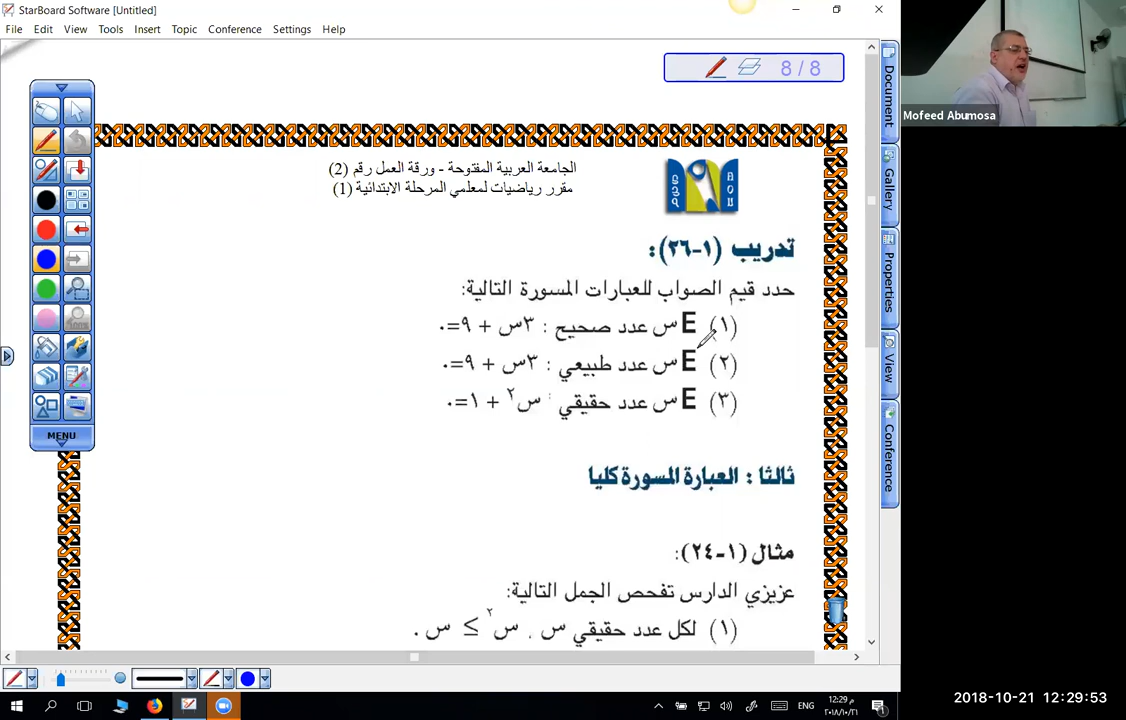 StarBoard Software [Untitled]
File Edit View Tools Insert Topic Conference Settings Help
8 / 8
MENU
Document
Gallery
Properties
View
Conference
Mofeed Abumosa
الجامعة العربية المفتوحة - ورقة العمل رقم (2)
مقرر رياضيات لمعلمي المرحلة الابتدائية (1)
تدريب (١-٢٦):
حدد قيم الصواب للعبارات المسورة التالية:
(١) E س عدد صحيح : ٣س + ٩=٠
(٢) E س عدد طبيعي : ٣س + ٩=٠
(٣) E س عدد حقيقي : س٢ + ١=٠
ثالثا : العبارة المسورة كليا
مثال (١-٢٤):
عزيزي الدارس تفحص الجمل التالية:
(١) لكل عدد حقيقي س , س٢ ≥ س .
ENG
12:29 م
٢٠١٨/١٠/٢١
2018-10-21 12:29:53